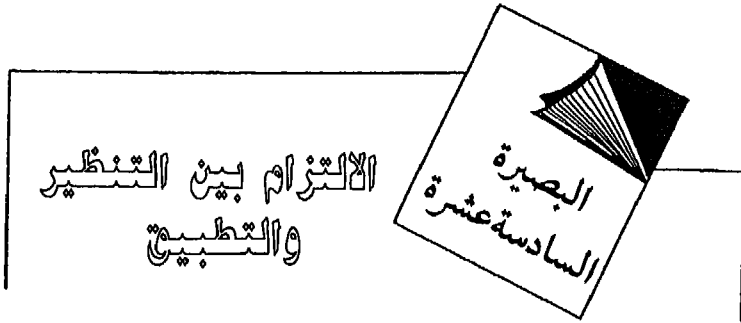 البصيرة
السادسة عشرة
الالتزام بين التنظير
والتطبيق